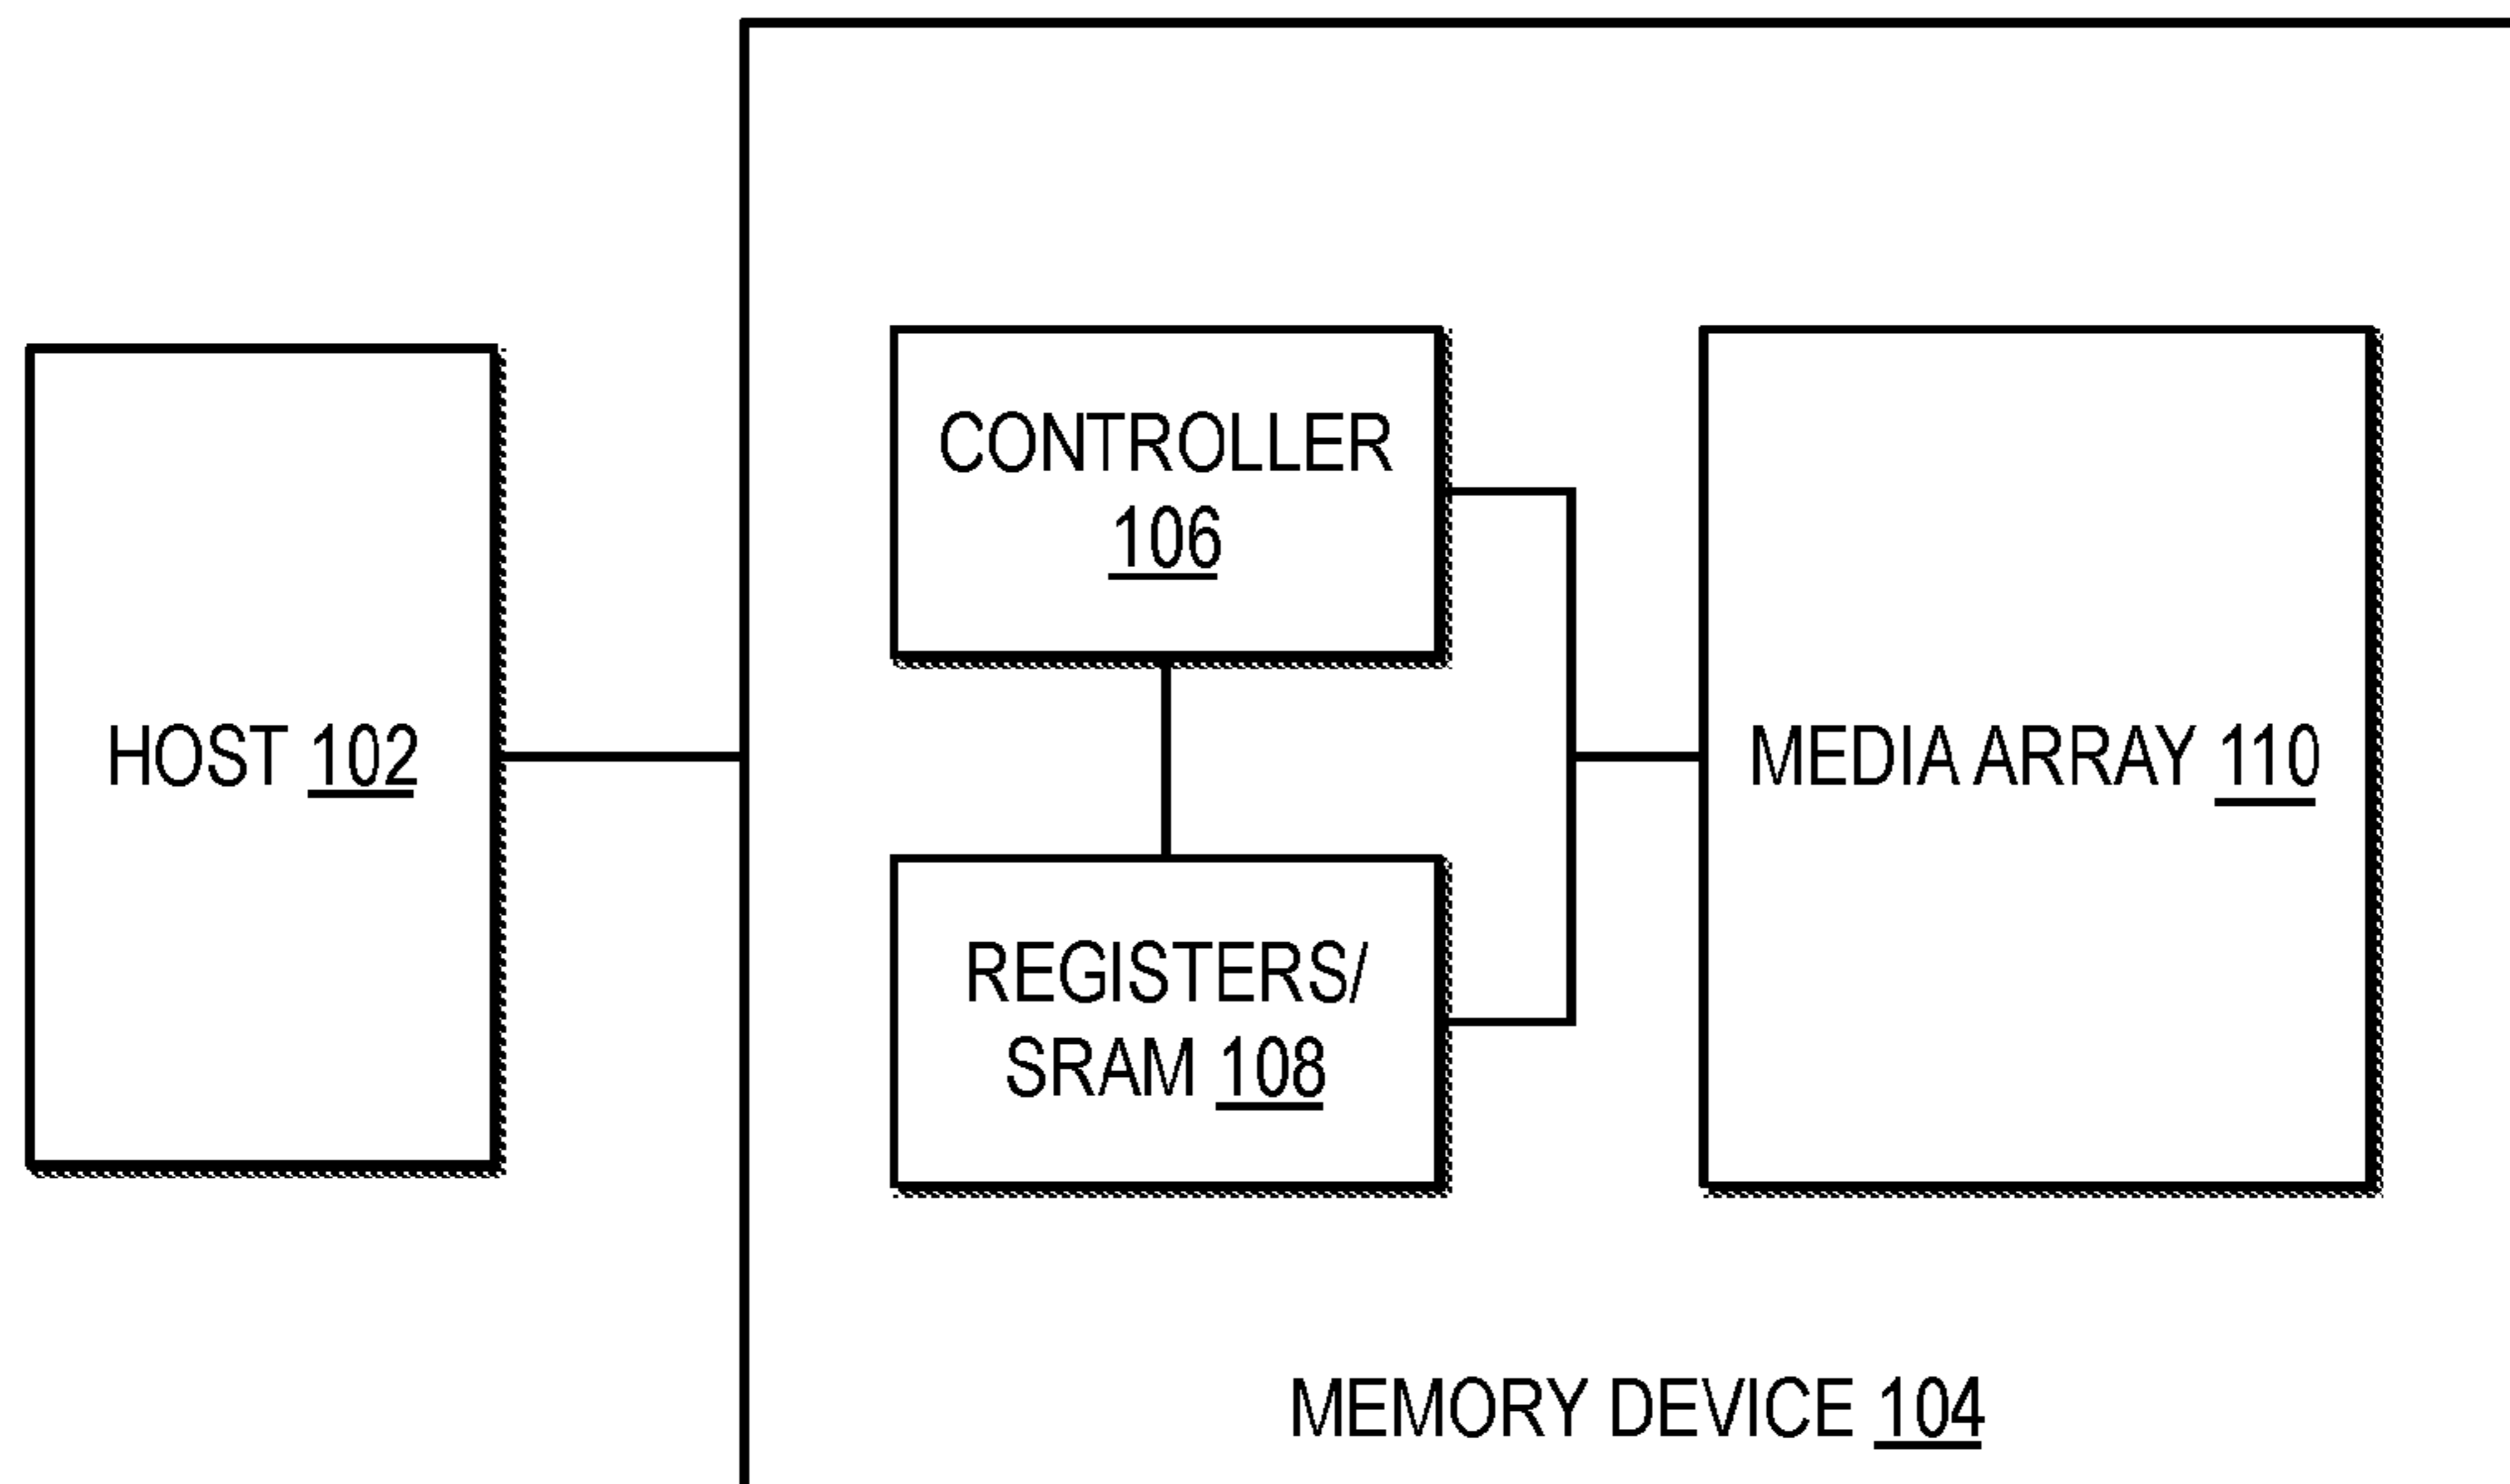 CONTROLLER
106
HOST 102
MEDIA ARRAY 110
REGISTERS/
SRAM 108
MEMORY DEVICE 104